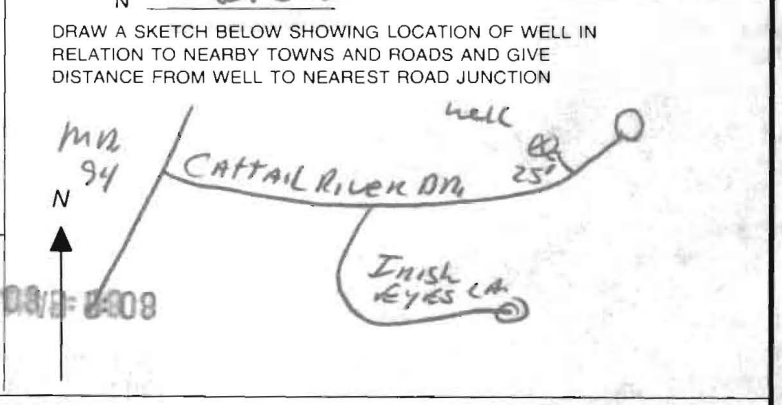 N
DRAW A SKETCH BELOW SHOWING LOCATION OF WELL IN
RELATION TO NEARBY TOWNS AND ROADS AND GIVE
DISTANCE FROM WELL TO NEAREST ROAD JUNCTION
well
MD
94
CATTAIL RIVER DR.
25'
N
Irish
EYES LA.